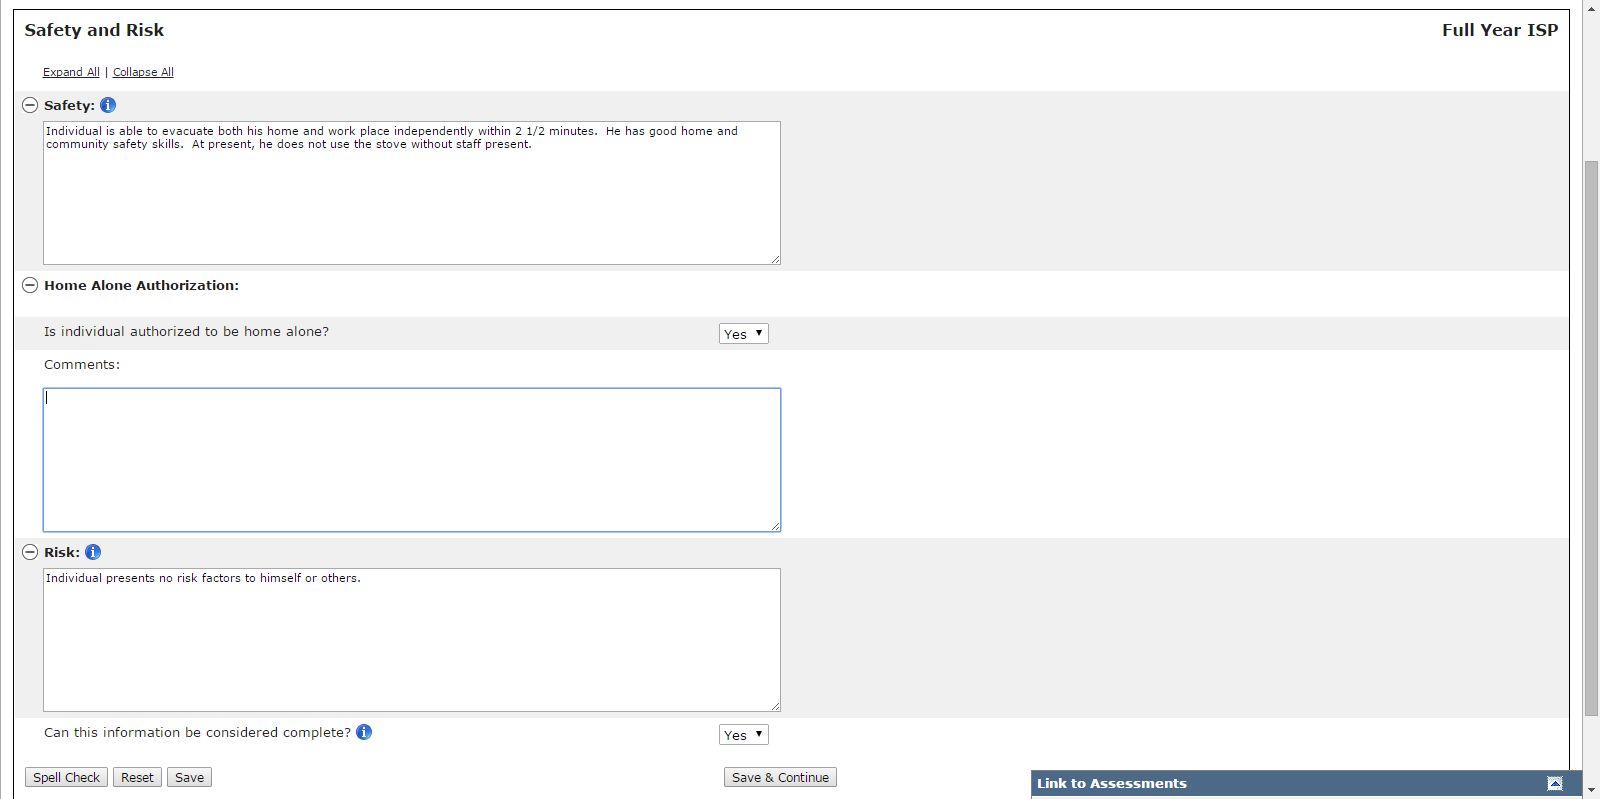 Safety and Risk
Full Year ISP
Expand All | Collapse All
Safety:
Individual is able to evacuate both his home and work place independently within 2 1/2 minutes.  He has good home and
community safety skills.  At present, he does not use the stove without staff present.
Home Alone Authorization:
Is individual authorized to be home alone?
Yes
Comments:
Risk:
Individual presents no risk factors to himself or others.
Can this information be considered complete?
Yes
Spell Check
Reset
Save
Save & Continue
Link to Assessments